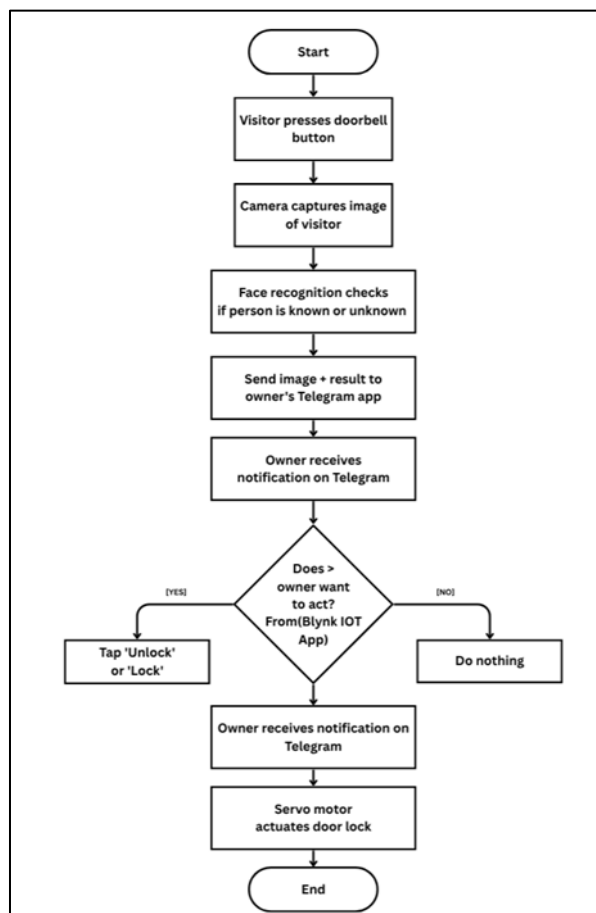 Start
Visitor presses doorbell
button
Camera captures image
of visitor
Face recognition checks
if person is known or unknown
Send image + result to
owner's Telegram app
Owner receives
notification on Telegram
Does >
owner want
to act?
From(Blynk IOT
App)
[YES]
[NO]
Tap 'Unlock'
or 'Lock'
Do nothing
Owner receives notification on
Telegram
Servo motor
actuates door lock
End